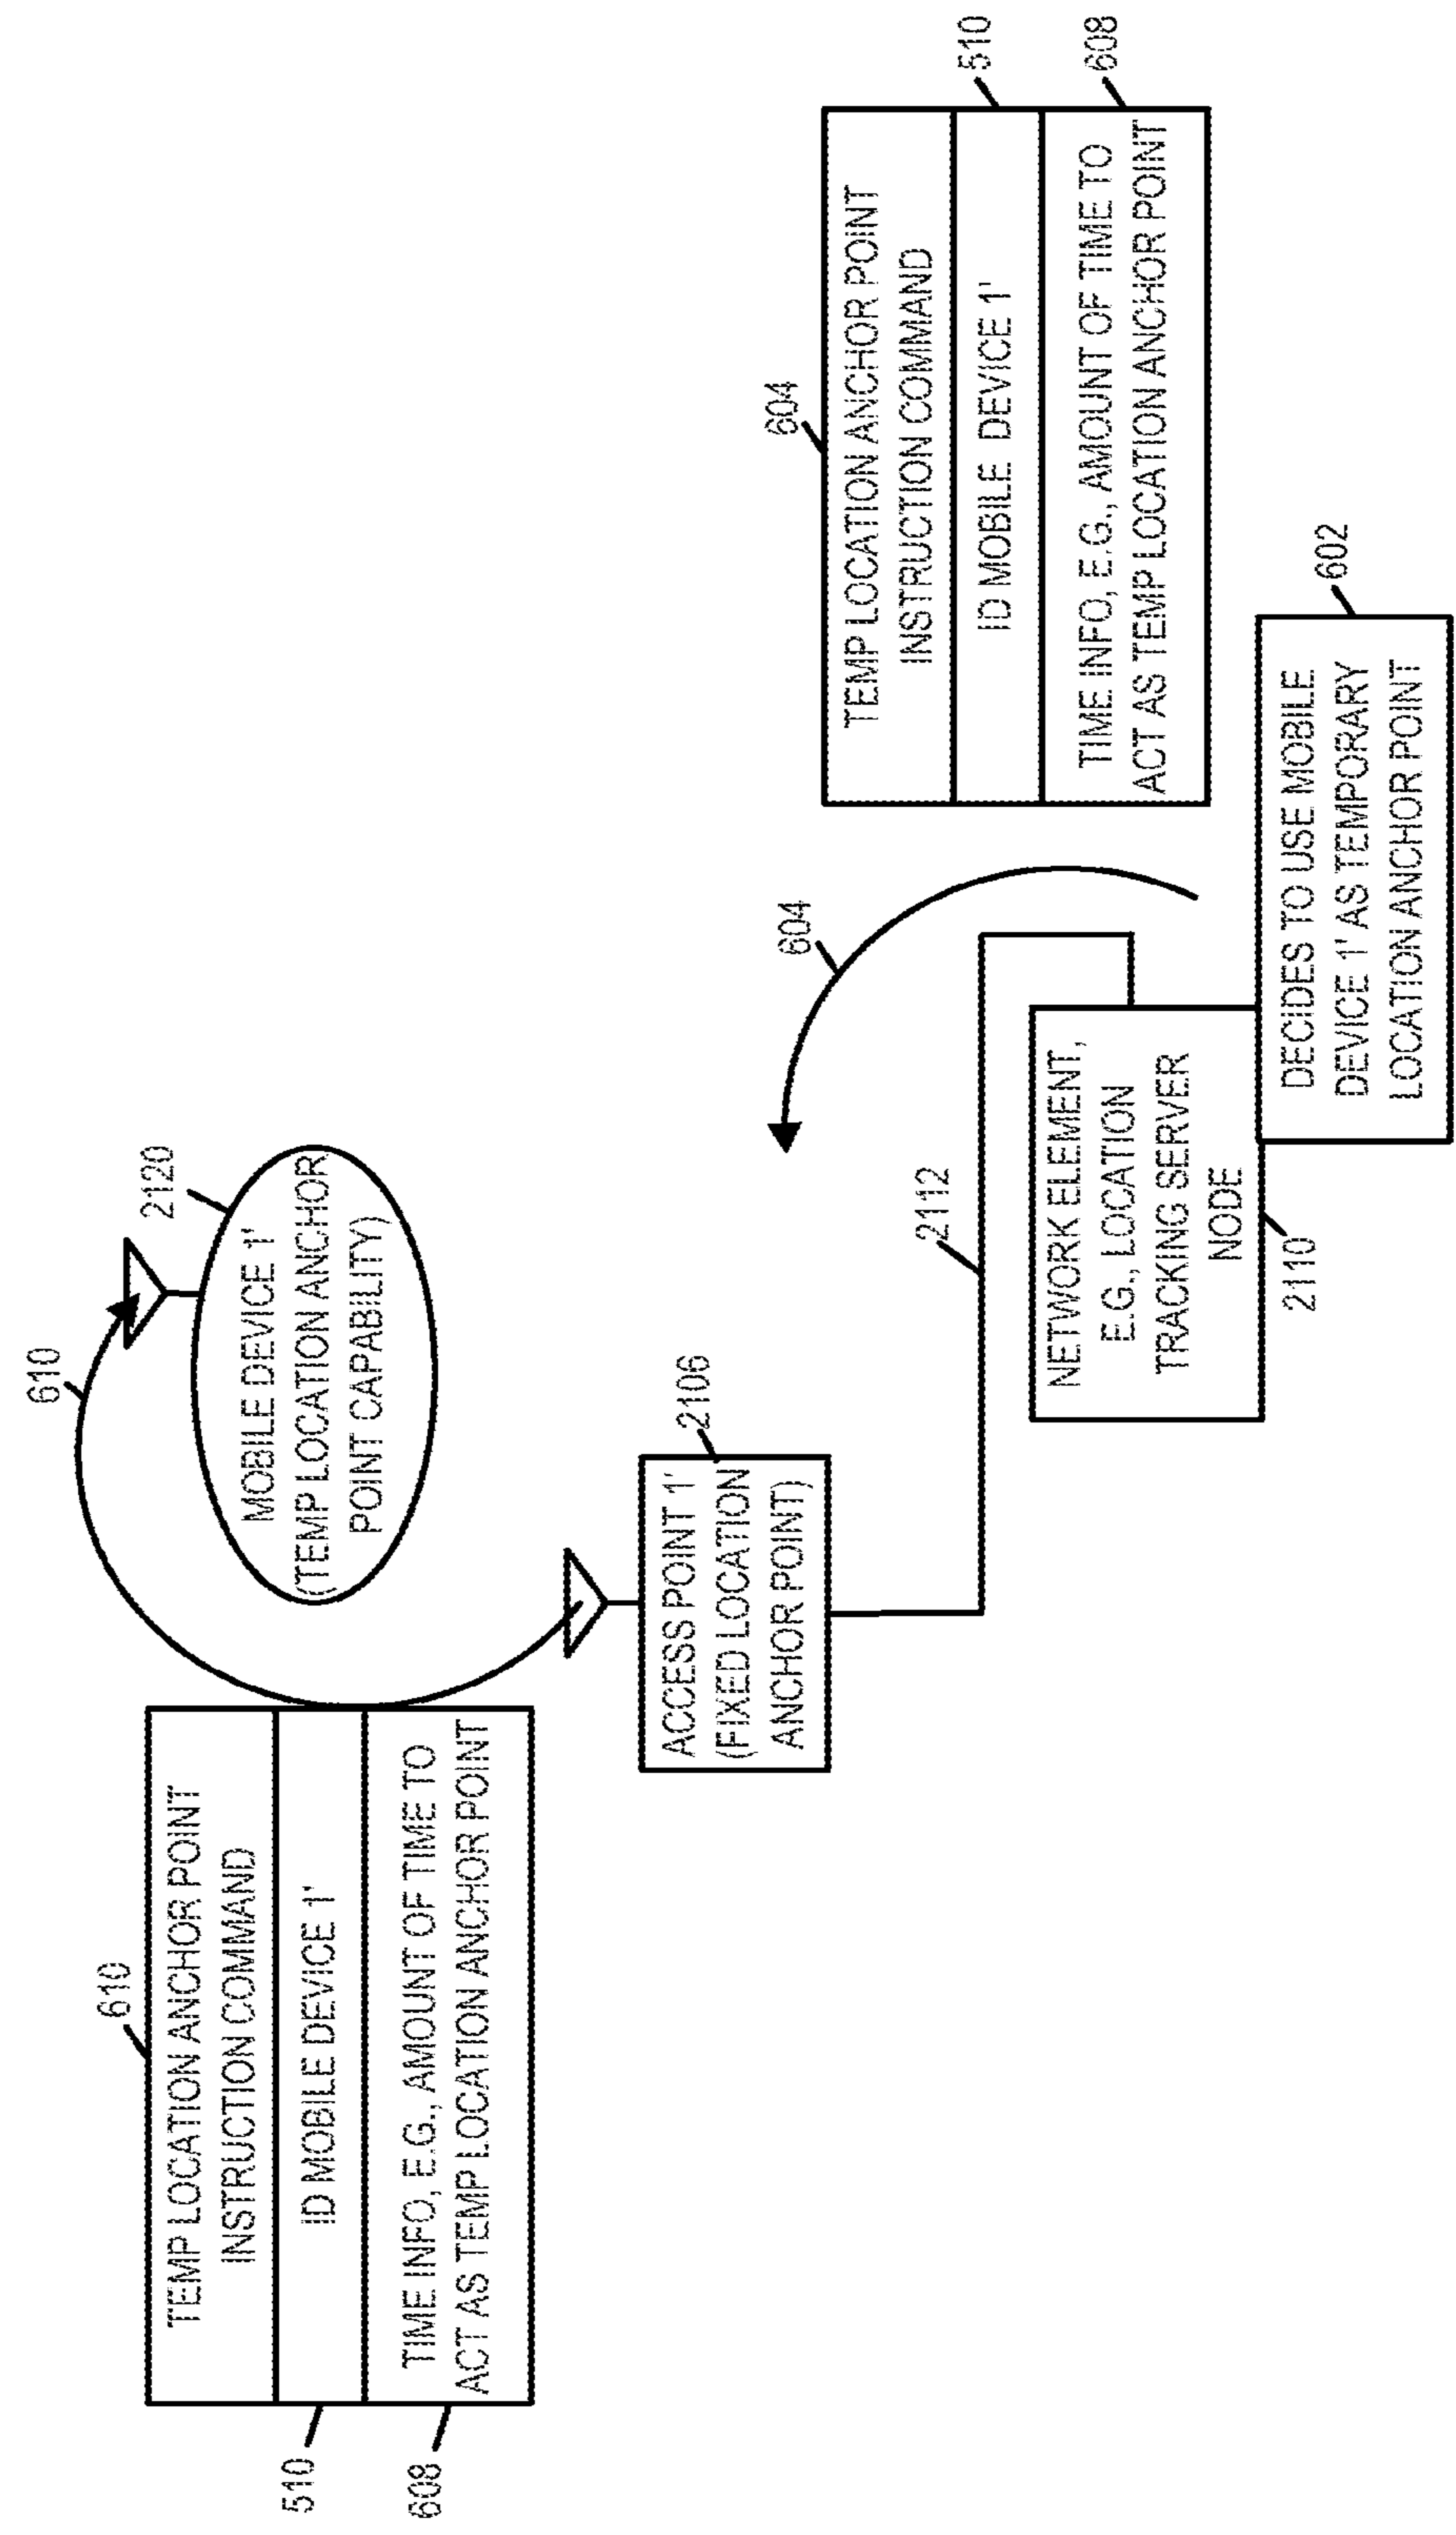 610
TEMP LOCATION ANCHOR POINT
INSTRUCTION COMMAND
510
ID MOBILE DEVICE 1'
608
TIME INFO, E.G., AMOUNT OF TIME TO
ACT AS TEMP LOCATION ANCHOR POINT
610
2120
MOBILE DEVICE 1'
(TEMP LOCATION ANCHOR
POINT CAPABILITY)
ACCESS POINT 1'
(FIXED LOCATION
ANCHOR POINT)
2106
2112
604
604
TEMP LOCATION ANCHOR POINT
INSTRUCTION COMMAND
510
ID MOBILE DEVICE 1'
608
TIME INFO, E.G., AMOUNT OF TIME TO
ACT AS TEMP LOCATION ANCHOR POINT
NETWORK ELEMENT,
E.G., LOCATION
TRACKING SERVER
NODE
2110
602
DECIDES TO USE MOBILE
DEVICE 1' AS TEMPORARY
LOCATION ANCHOR POINT